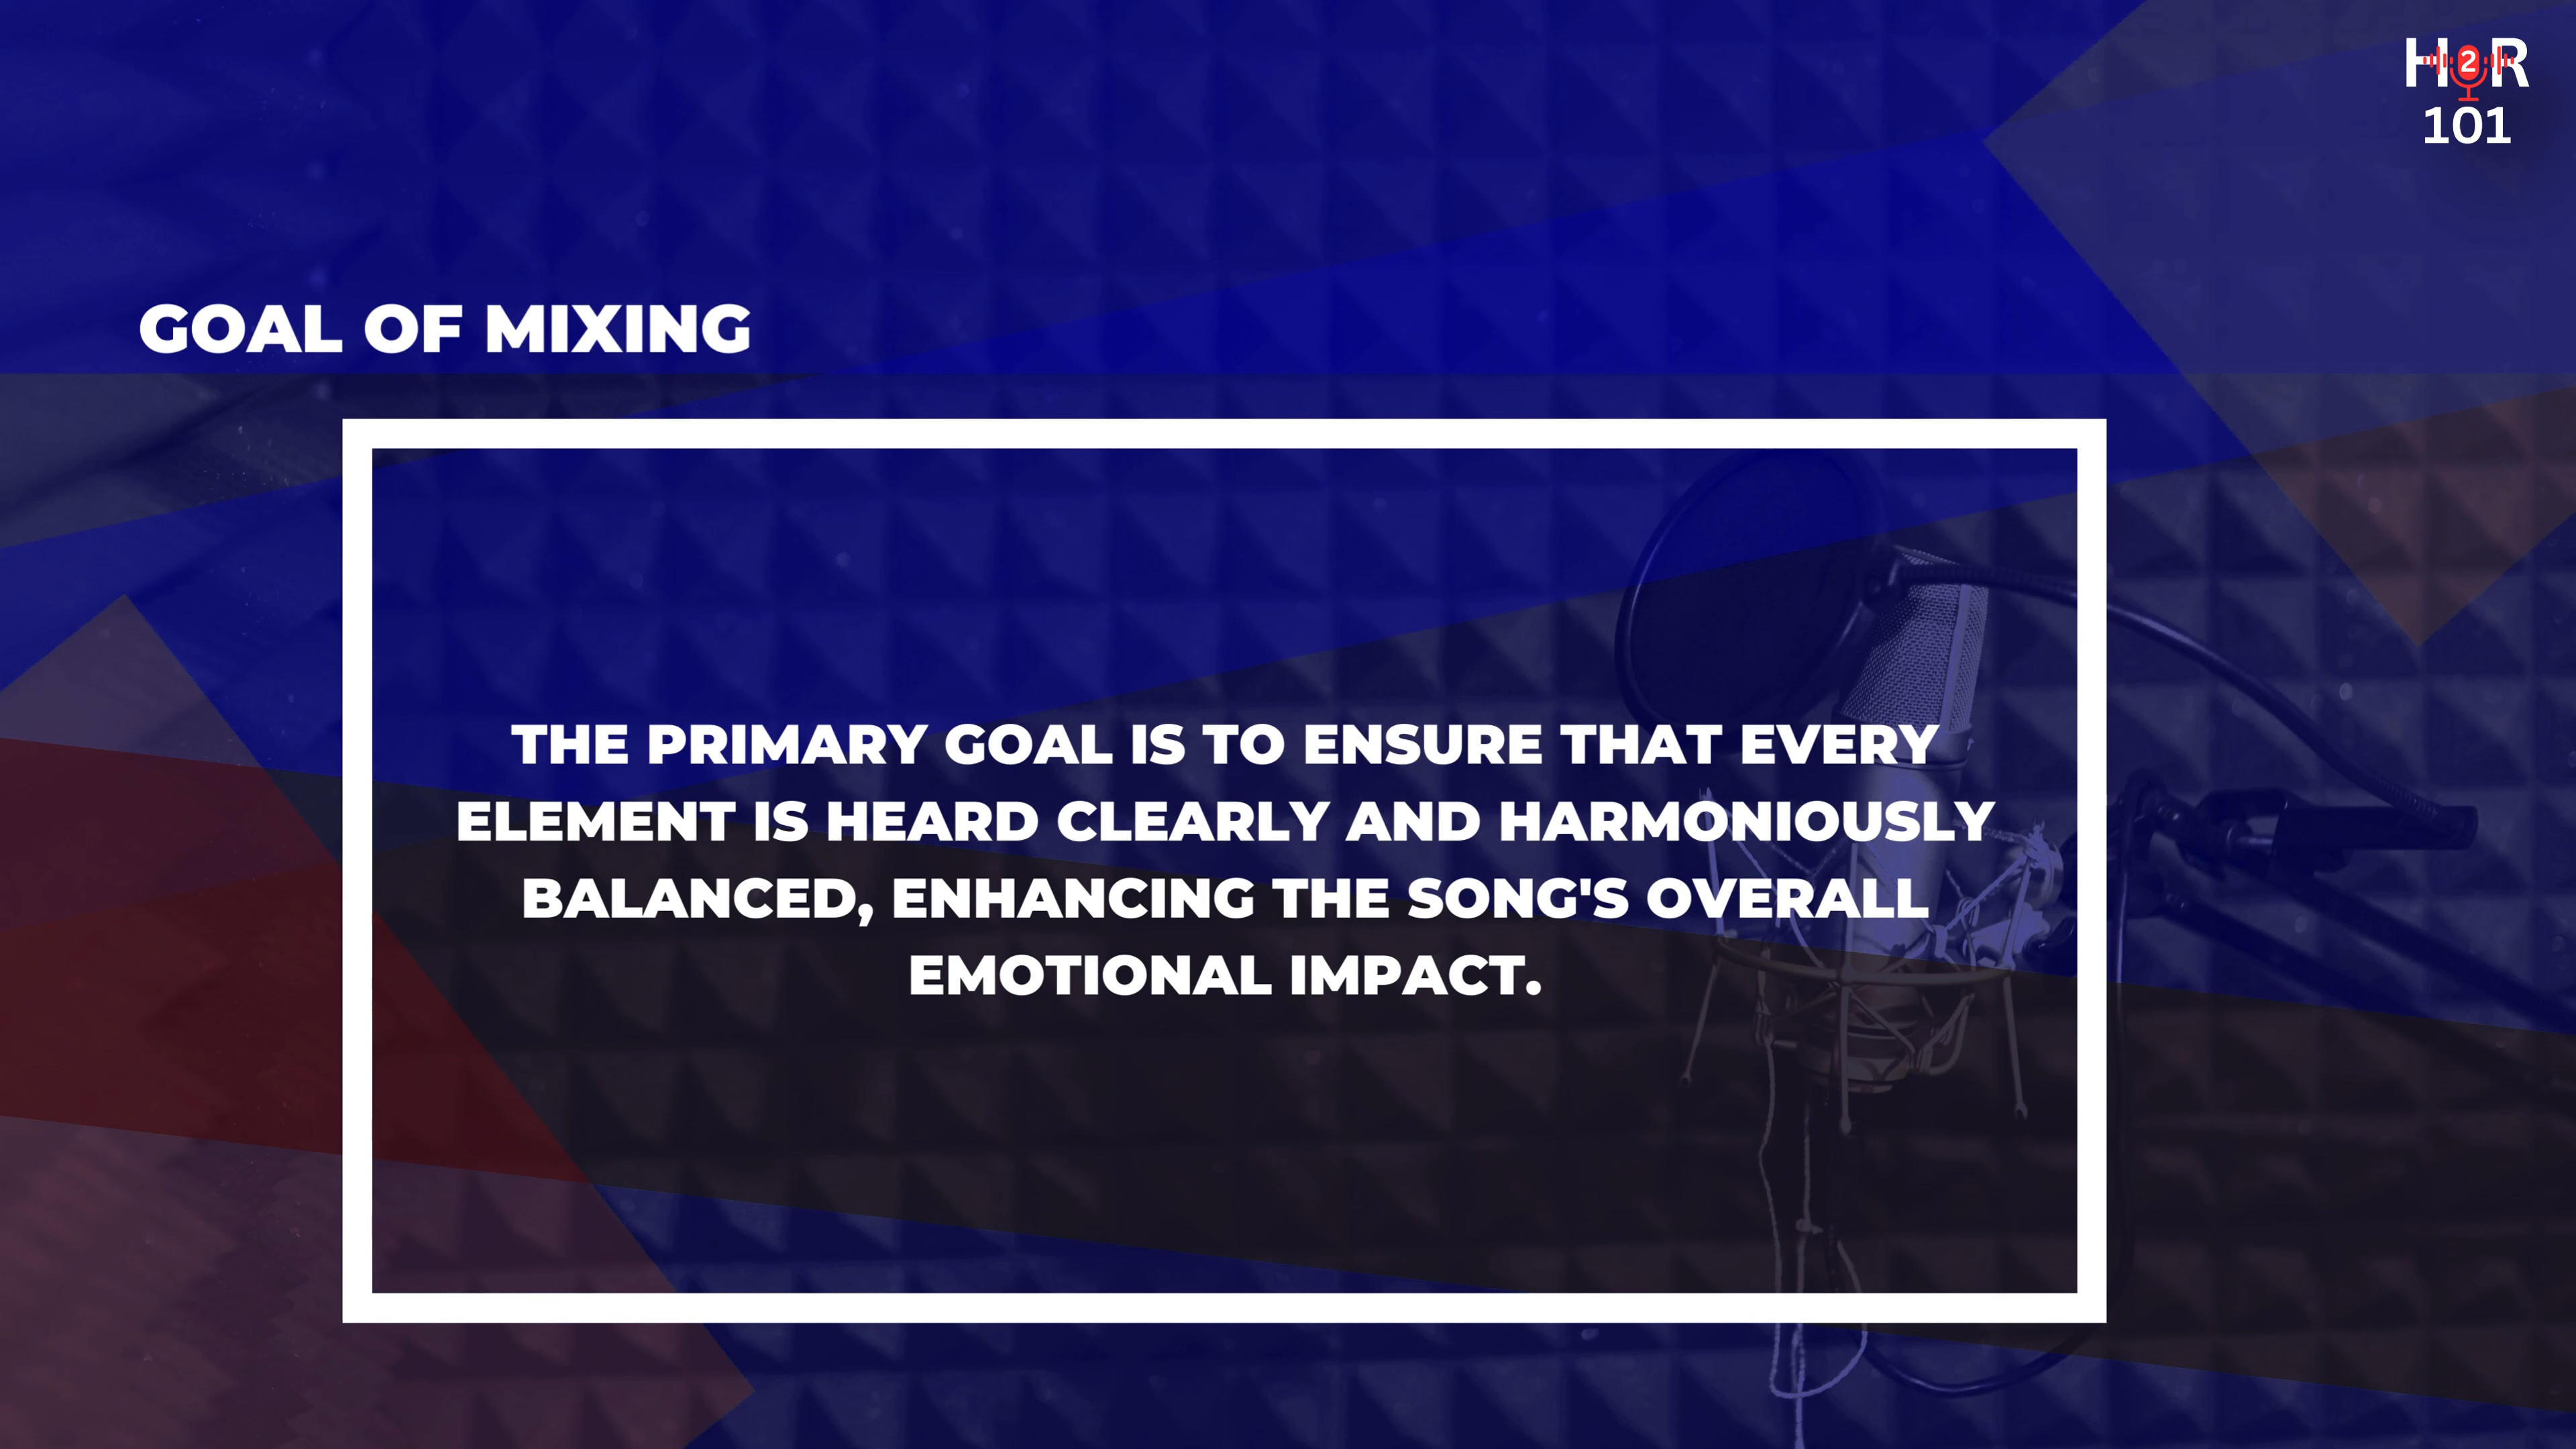 H2R
101
GOAL OF MIXING
THE PRIMARY GOAL IS TO ENSURE THAT EVERY
ELEMENT IS HEARD CLEARLY AND HARMONIOUSLY
BALANCED, ENHANCING THE SONG'S OVERALL
EMOTIONAL IMPACT.